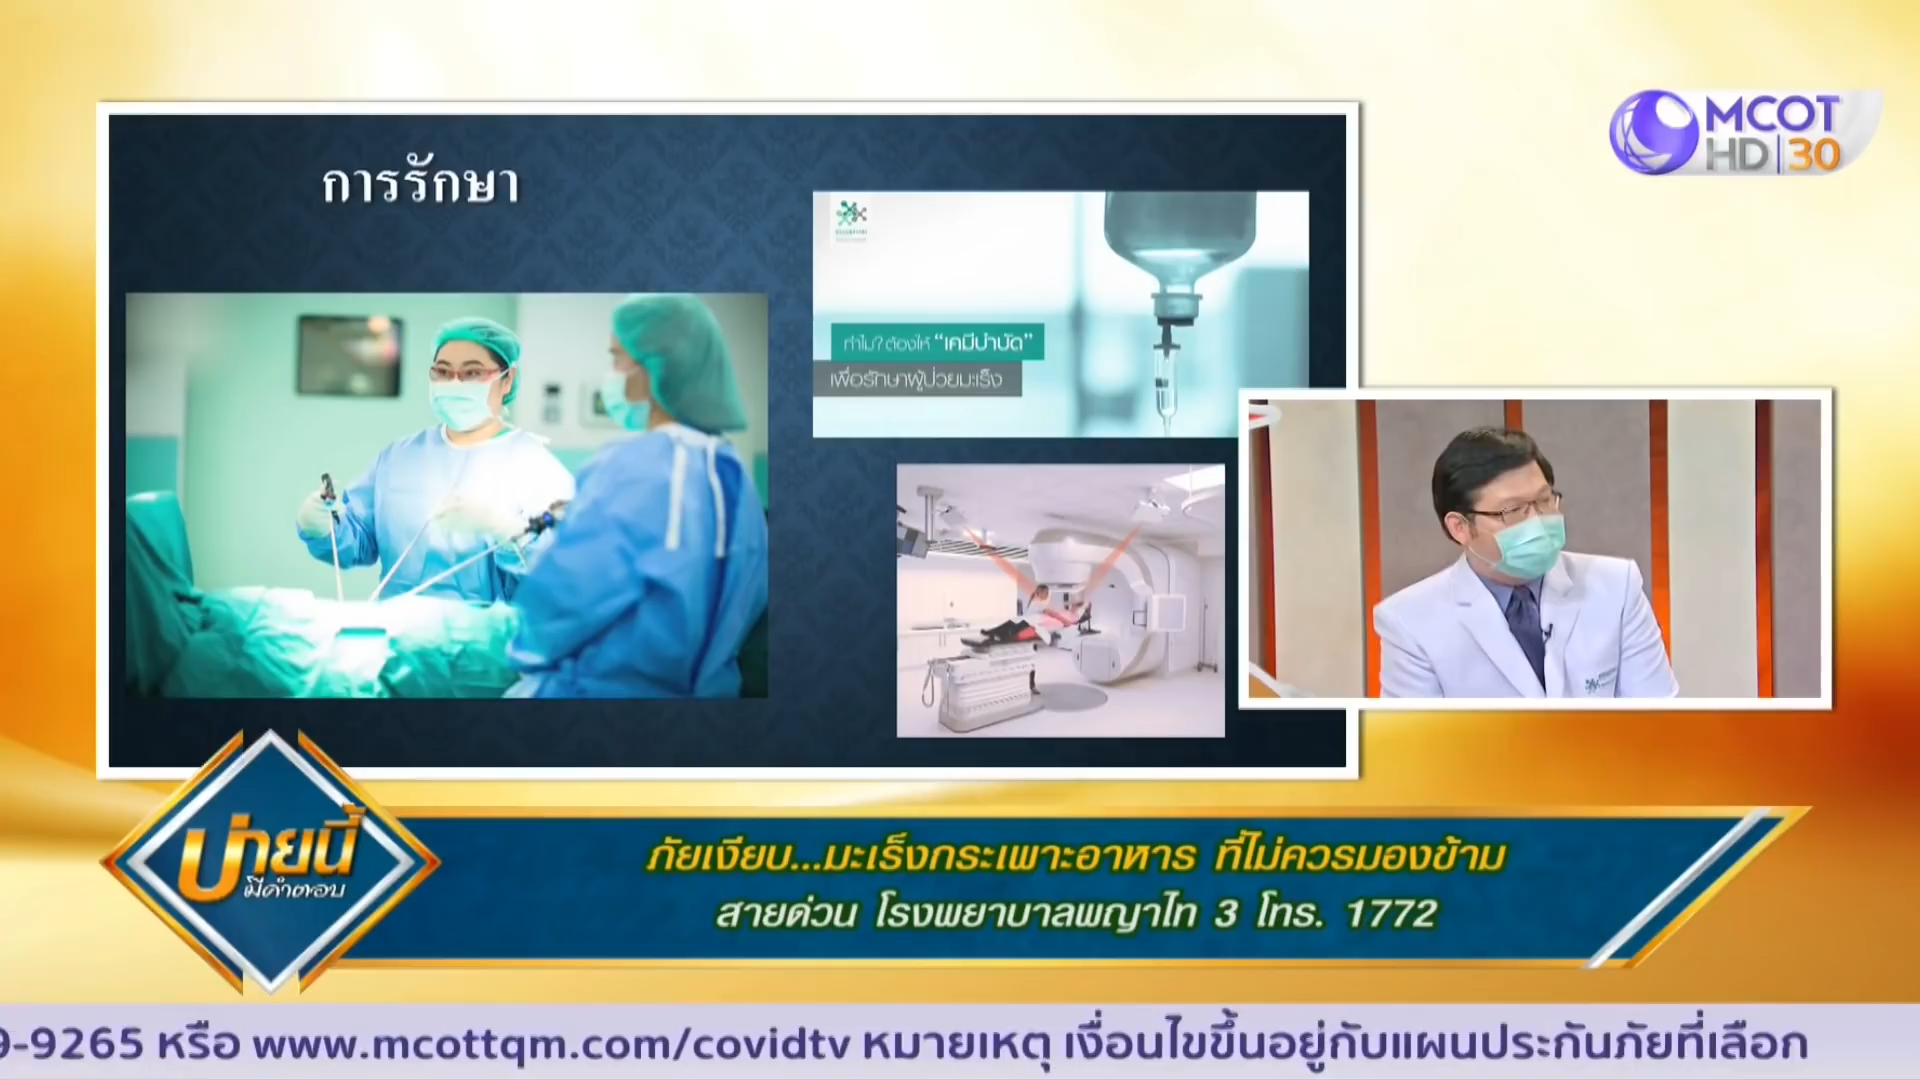 MCOT
HD 30
การรักษา
ทำไม? ต้องให้ “เคมีบำบัด”
เพื่อรักษาผู้ป่วยมะเร็ง
บ่ายนี้
มีคำตอบ
ภัยเงียบ...มะเร็งกระเพาะอาหาร ที่ไม่ควรมองข้าม
สายด่วน โรงพยาบาลพญาไท 3 โทร. 1772
9-9265 หรือ www.mcottqm.com/covidtv หมายเหตุ เงื่อนไขขึ้นอยู่กับแผนประกันภัยที่เลือก